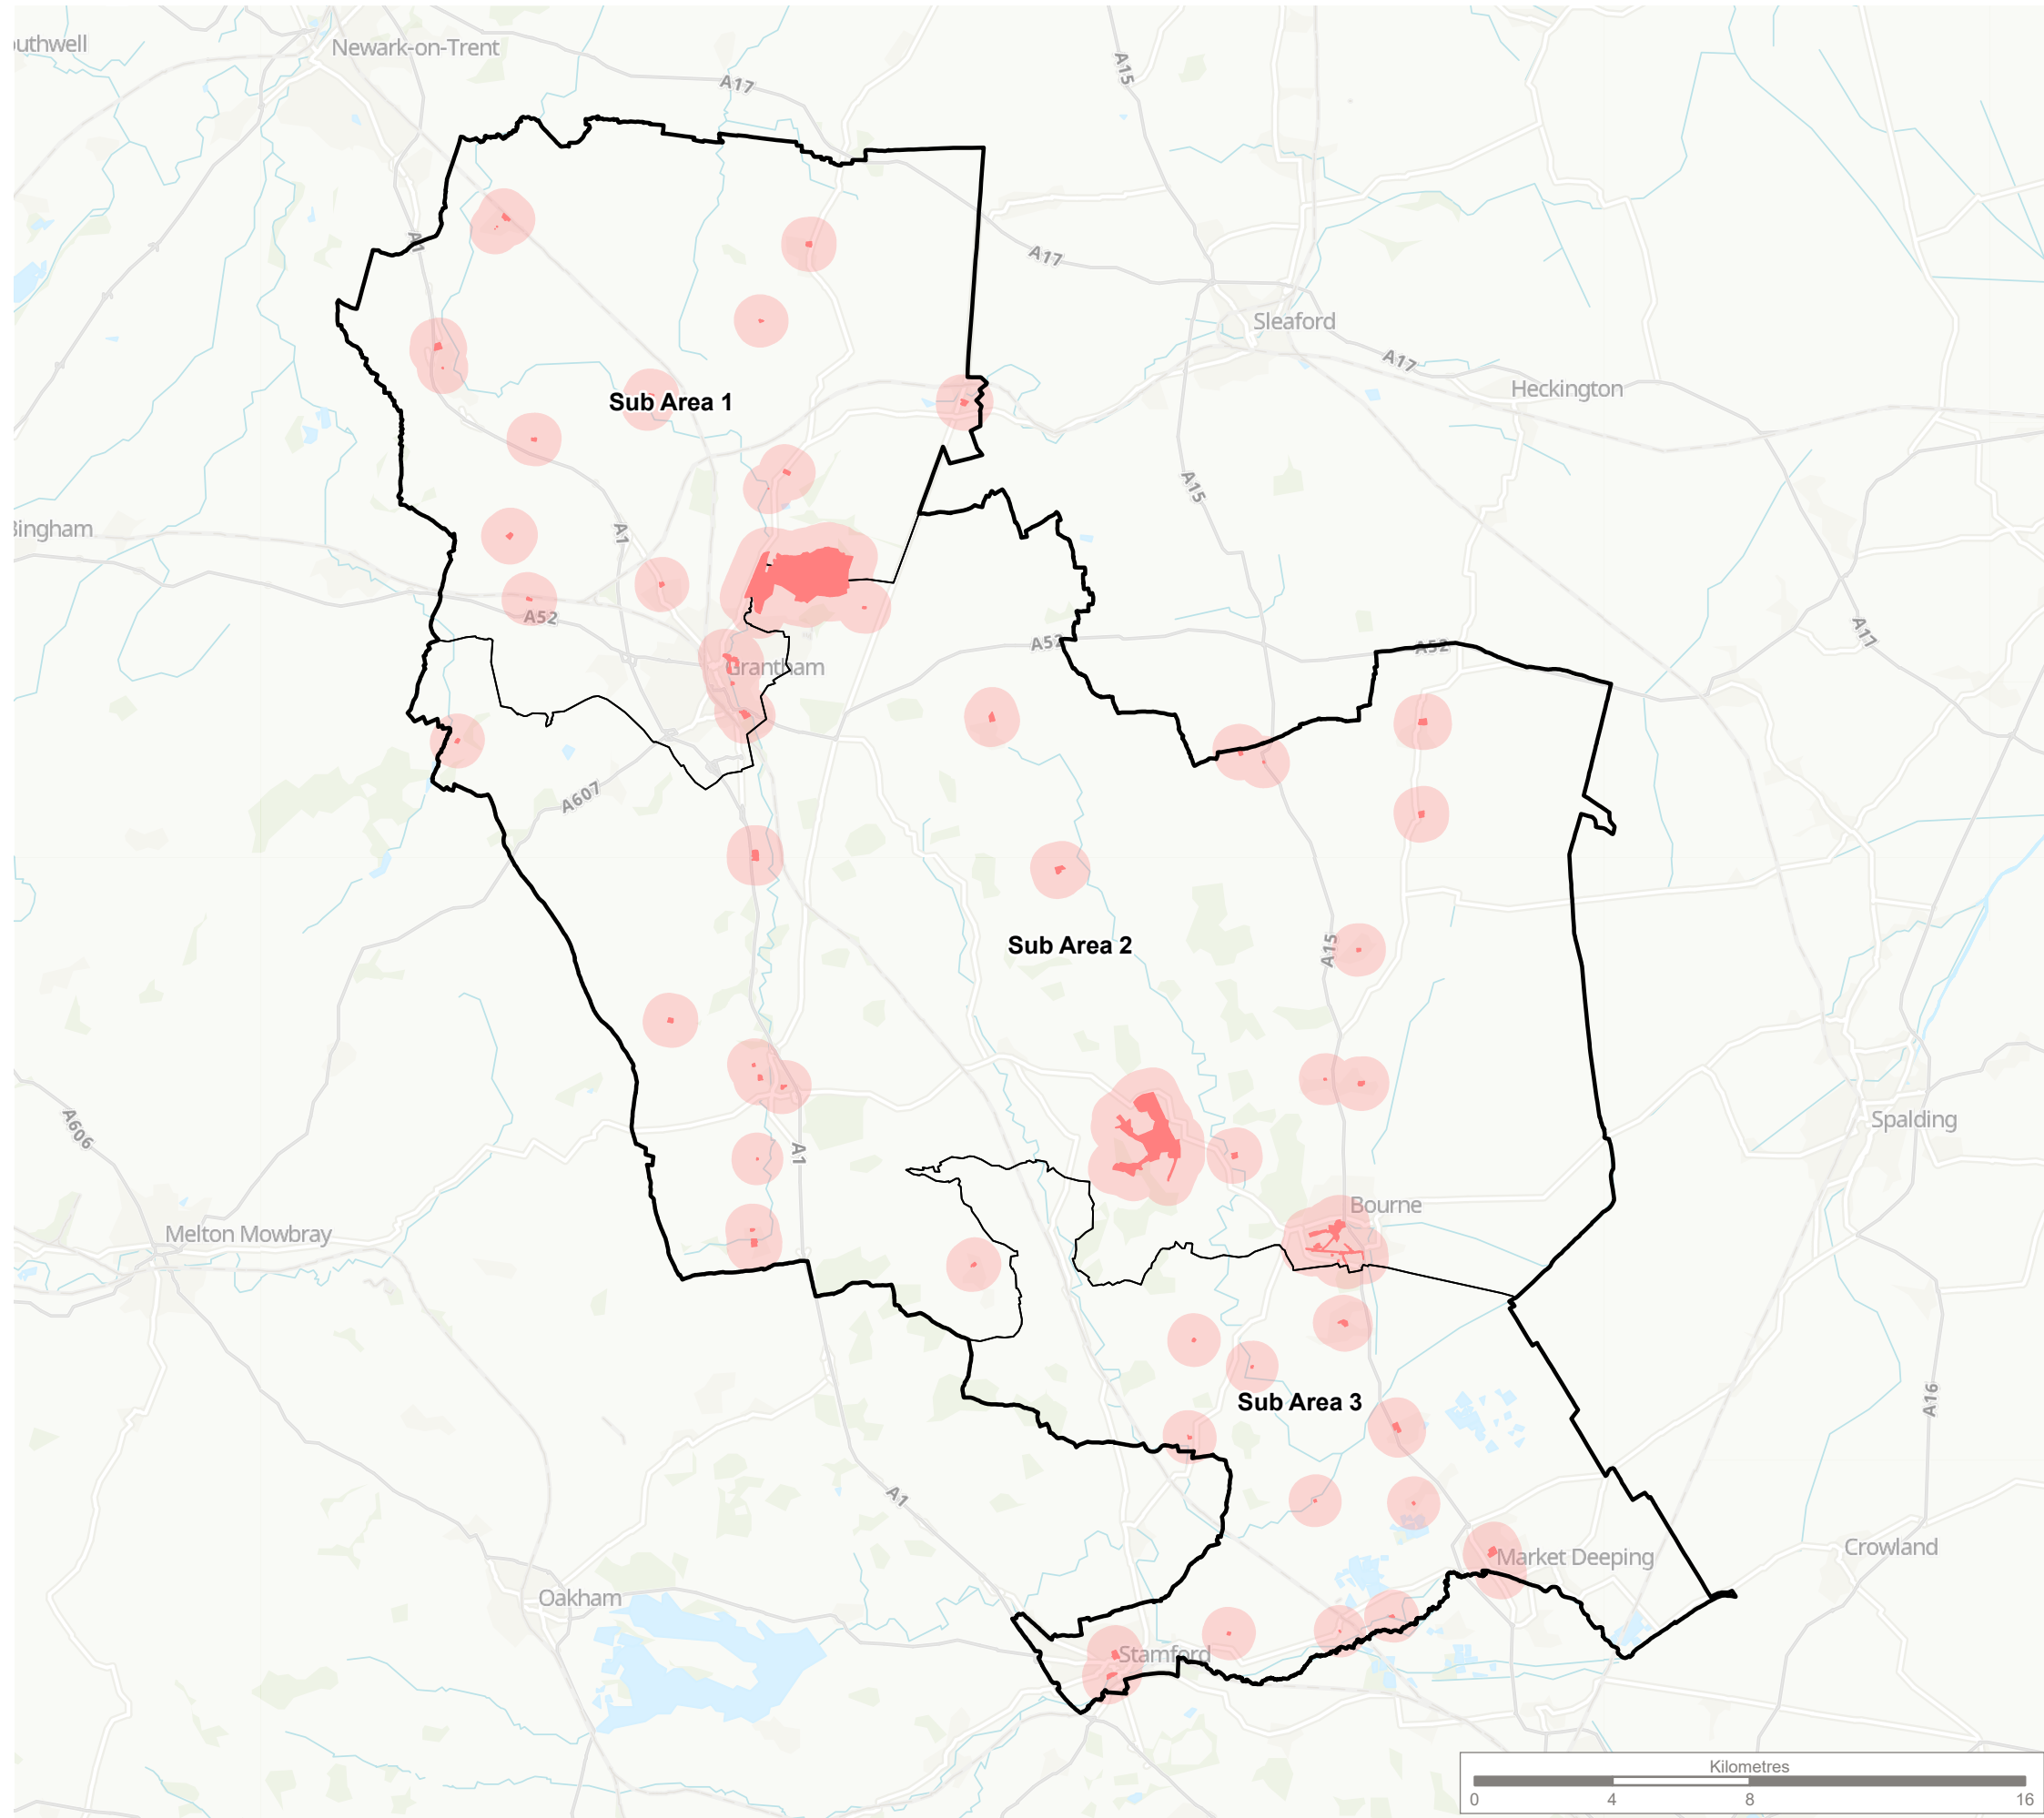 outhwell
Newark-on-Trent
A17
A15
A1
A17
Sleaford
A17
Heckington
Sub Area 1
A15
Bingham
A1
A52
A52
A52
A17
Grantham
A607
Sub Area 2
A15
A606
A1
Spalding
Bourne
Melton Mowbray
Sub Area 3
A16
A1
Crowland
Market Deeping
Oakham
Stamford
Kilometres
0 4 8 16